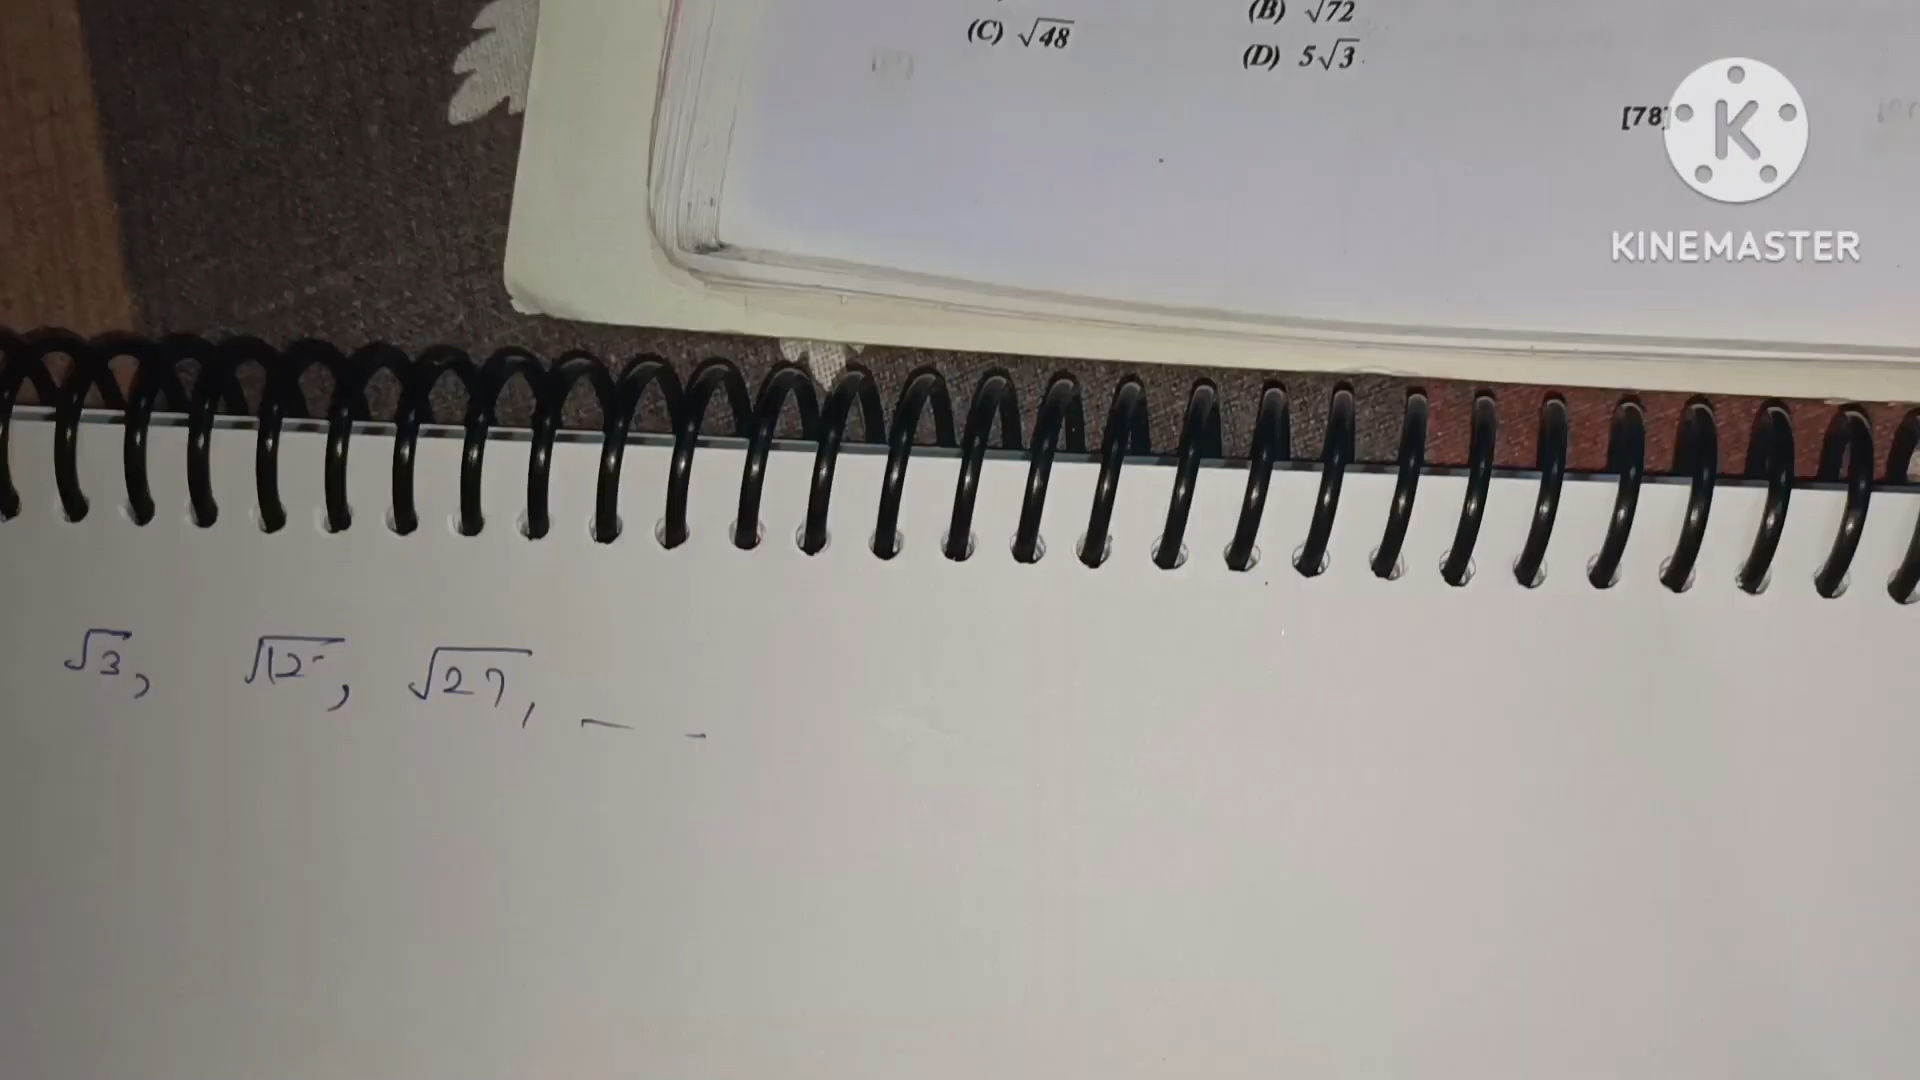 (B) √72
(C) √48
(D) 5√3
[78]
KINEMASTER
√3, √12, √27, – -